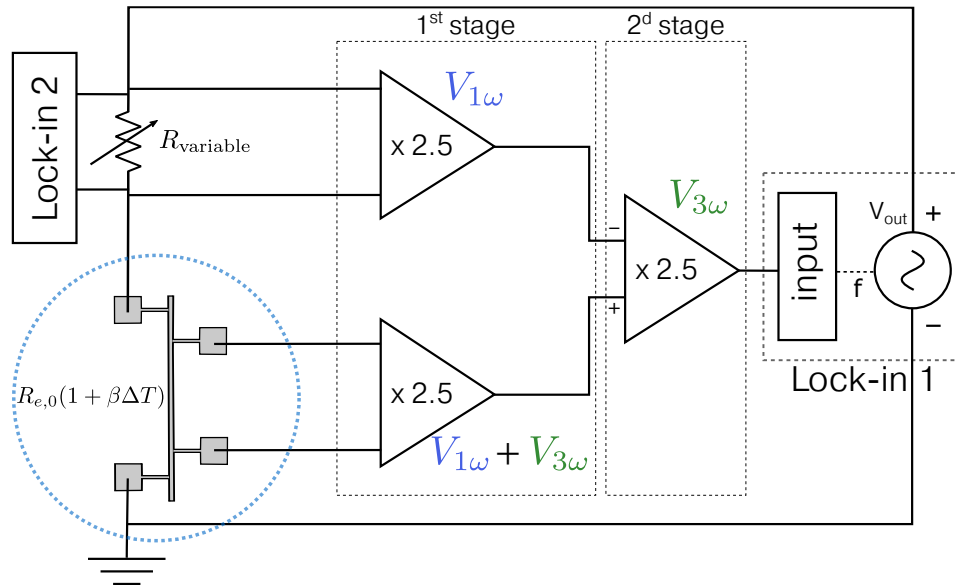 1st stage
2d stage
Lock-in 2
Rvariable
V1ω
x 2.5
V3ω
Vout
+
−
x 2.5
input
f
+
−
Lock-in 1
Re,0(1 + βΔT)
x 2.5
V1ω + V3ω